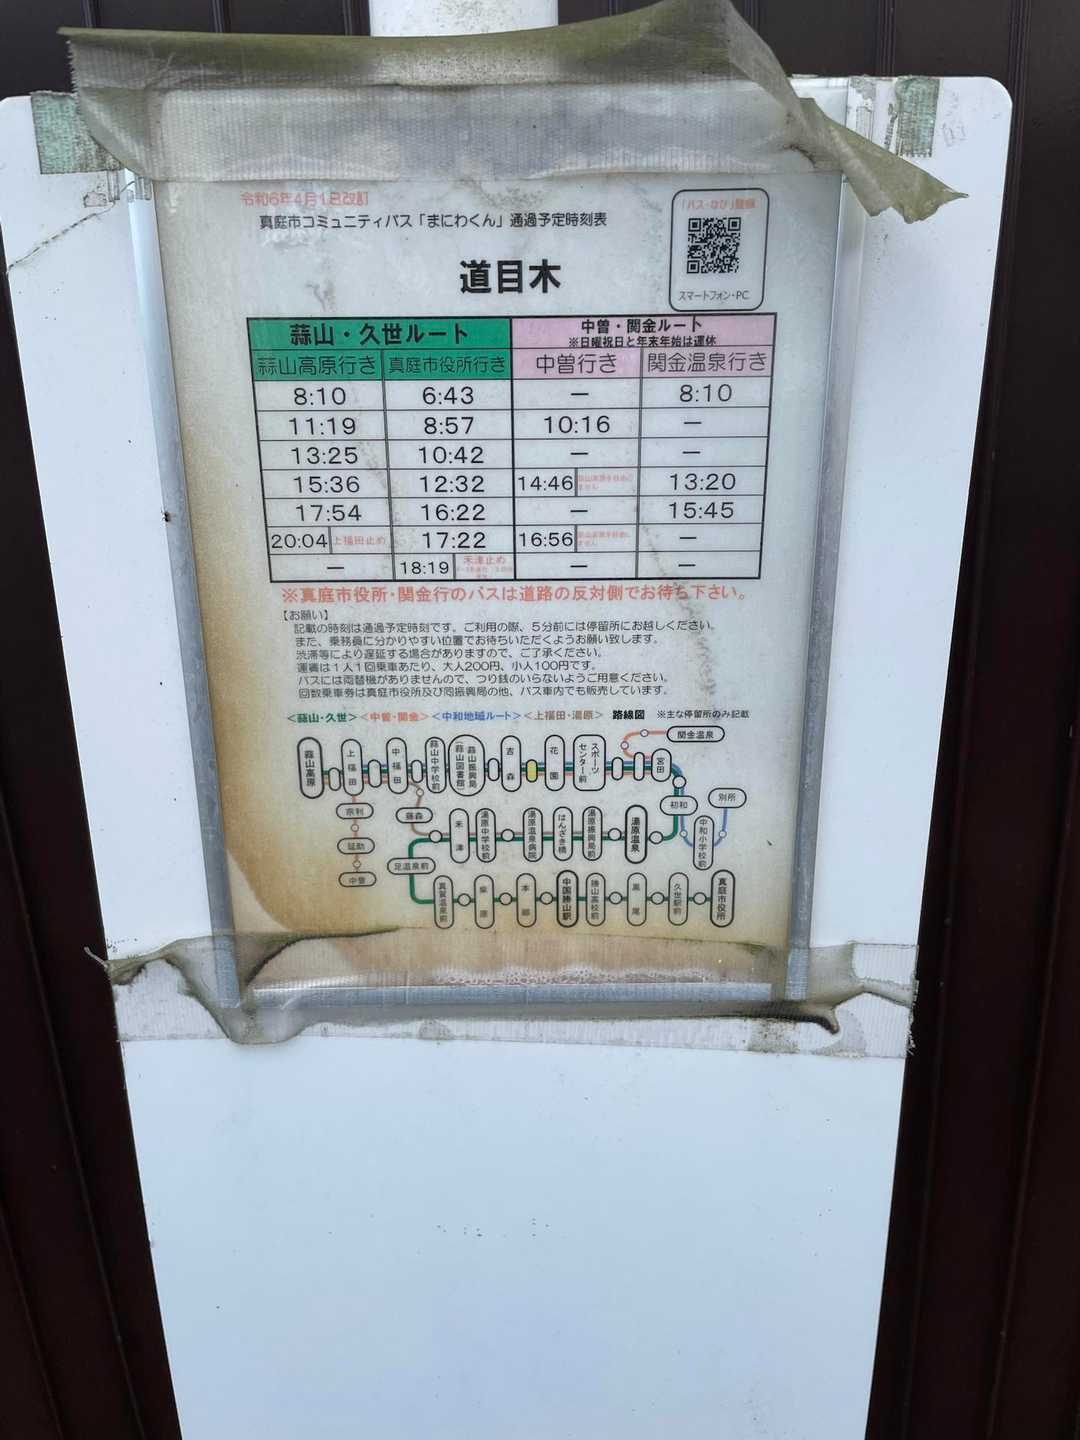 令和6年4月1日改訂
真庭市コミュニティバス「まにわくん」通過予定時刻表
「バス・なび」登録
スマートフォン・PC
道目木
蒜山・久世ルート 中曽・関金ルート
※日曜祝日と年末年始は運休
蒜山高原行き 真庭市役所行き 中曽行き 関金温泉行き
8:10 6:43 − 8:10
11:19 8:57 10:16 −
13:25 10:42 − −
15:36 12:32 14:46 13:20
17:54 16:22 − 15:45
20:04 上福田止め 17:22 16:56 −
− 18:19 禾津止め − −
※真庭市役所・関金行のバスは道路の反対側でお待ち下さい。
【お願い】
記載の時刻は通過予定時刻です。ご利用の際、5分前には停留所にお越しください。
また、乗務員に分かりやすい位置でお待ちいただくようお願い致します。
渋滞等により遅延する場合がありますので、ご了承ください。
運賃は1人1回乗車あたり、大人200円、小人100円です。
バスには両替機がありませんので、つり銭のいらないようご用意ください。
回数乗車券は真庭市役所及び同振興局の他、バス車内でも販売しています。
<蒜山・久世> <中曽・関金> <中和地域ルート> <上福田・湯原> 路線図 ※主な停留所のみ記載
関金温泉
蒜山高原 上福田 中福田 蒜山中学校前 蒜山振興局 蒜山図書館 吉森 花園 スポーツセンター前 宮田
宗利 藤森 初和 別所
延助 禾津 湯原中学校前 湯原温泉病院 はんざき橋 湯原振興局前 湯原温泉 中和小学校前
中曽 足温泉前
真賀温泉前 柴原 本郷 中国勝山駅 勝山高校前 黒尾 久世駅前 真庭市役所